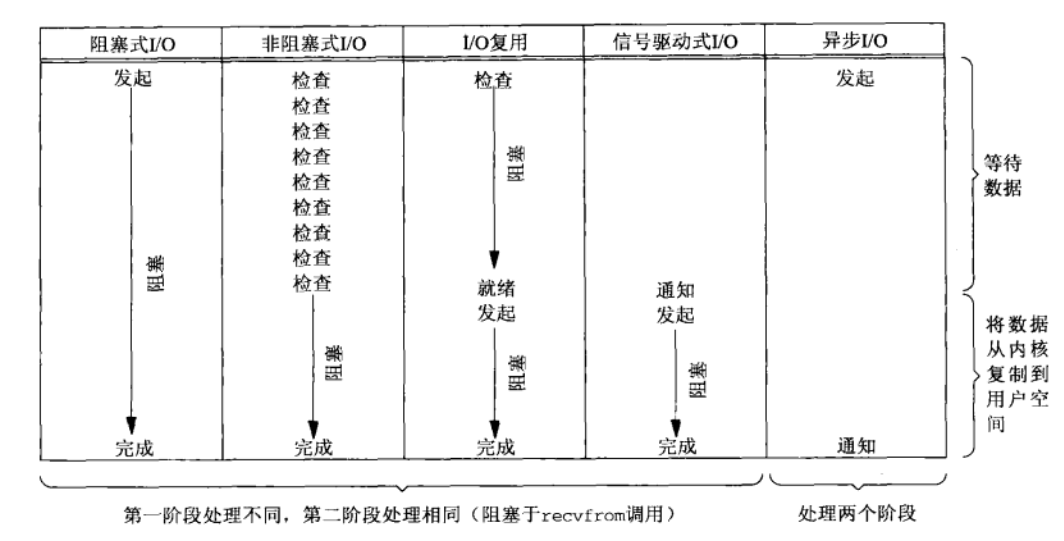 阻塞式I/O 非阻塞式I/O I/O复用 信号驱动式I/O 异步I/O
发起 检查 检查 发起
检查
检查
检查
检查
检查
检查
检查
检查
阻塞
阻塞
等待
数据
就绪 通知
发起 发起
阻塞
阻塞
阻塞
将数据
从内核
复制到
用户空
间
完成 完成 完成 完成 通知
第一阶段处理不同，第二阶段处理相同（阻塞于recvfrom调用）
处理两个阶段